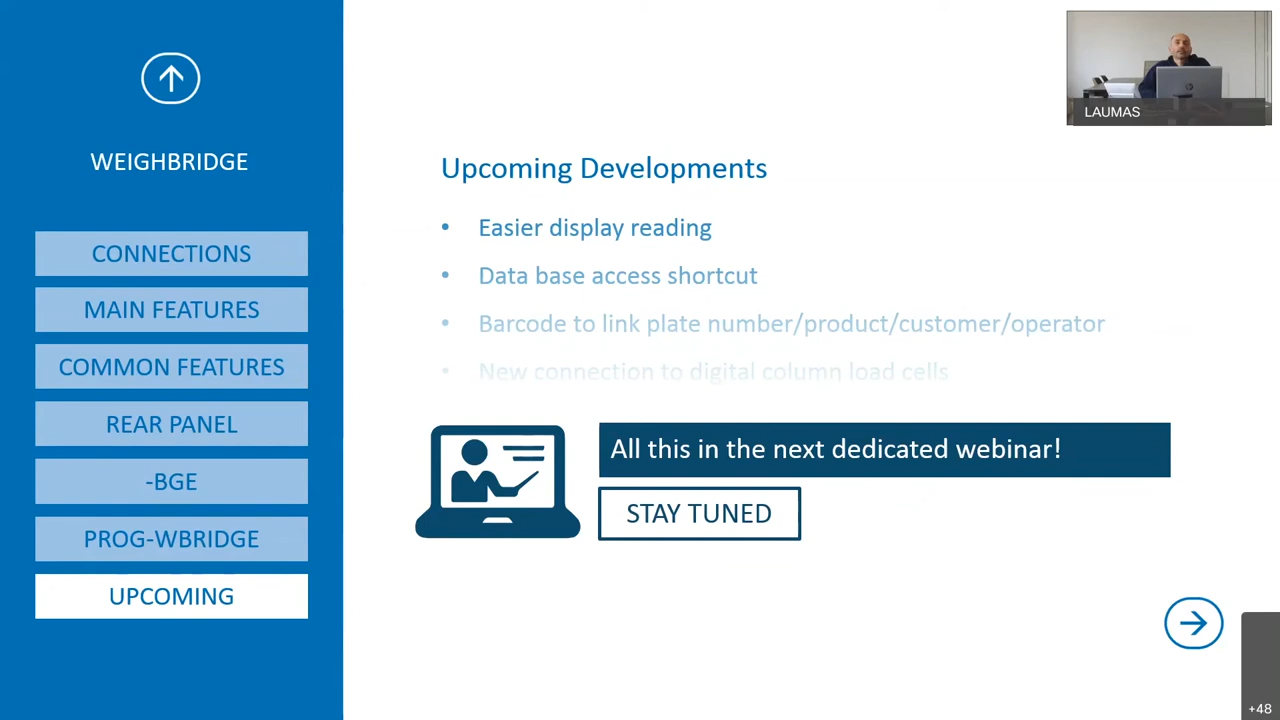 WEIGHBRIDGE
CONNECTIONS
MAIN FEATURES
COMMON FEATURES
REAR PANEL
-BGE
PROG-WBRIDGE
UPCOMING
LAUMAS
Upcoming Developments
• Easier display reading
• Data base access shortcut
• Barcode to link plate number/product/customer/operator
• New connection to digital column load cells
All this in the next dedicated webinar!
STAY TUNED
+48